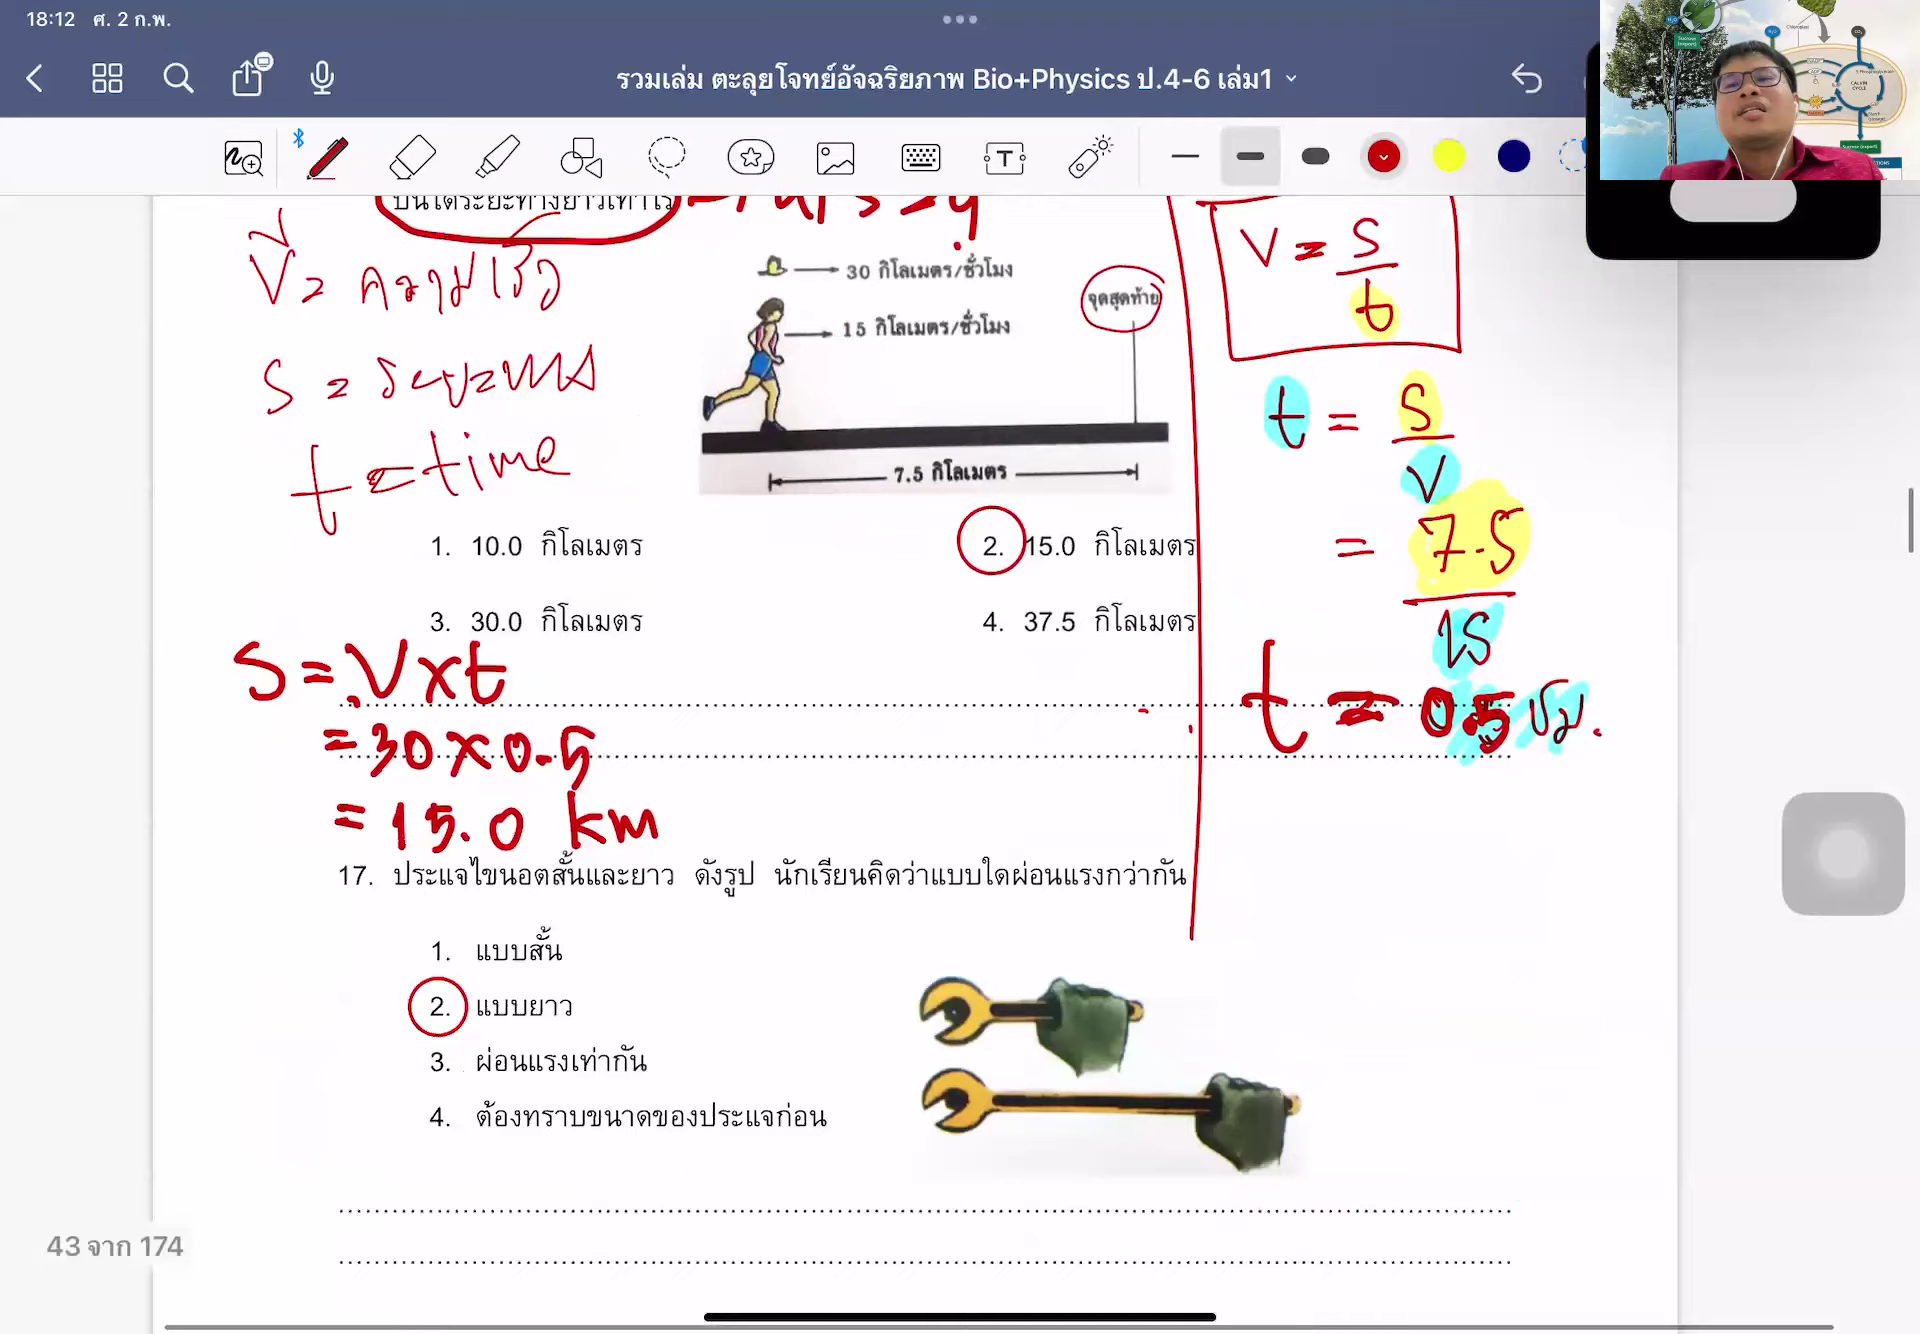 18:12 ศ. 2 ก.พ.
รวมเล่ม ตะลุยโจทย์อัจฉริยภาพ Bio+Physics ป.4-6 เล่ม1
T
V = ความเร็ว
S = ระยะทาง
t = time
30 กิโลเมตร/ชั่วโมง
15 กิโลเมตร/ชั่วโมง
จุดสุดท้าย
7.5 กิโลเมตร
1. 10.0 กิโลเมตร
2. 15.0 กิโลเมตร
3. 30.0 กิโลเมตร
4. 37.5 กิโลเมตร
V = S
t
t = S
V
= 7.5
15
t = 0.5 ชม.
S = V x t
= 30 x 0.5
= 15.0 km
17. ประแจไขนอตสั้นและยาว ดังรูป นักเรียนคิดว่าแบบใดผ่อนแรงกว่ากัน
1. แบบสั้น
2. แบบยาว
3. ผ่อนแรงเท่ากัน
4. ต้องทราบขนาดของประแจก่อน
43 จาก 174